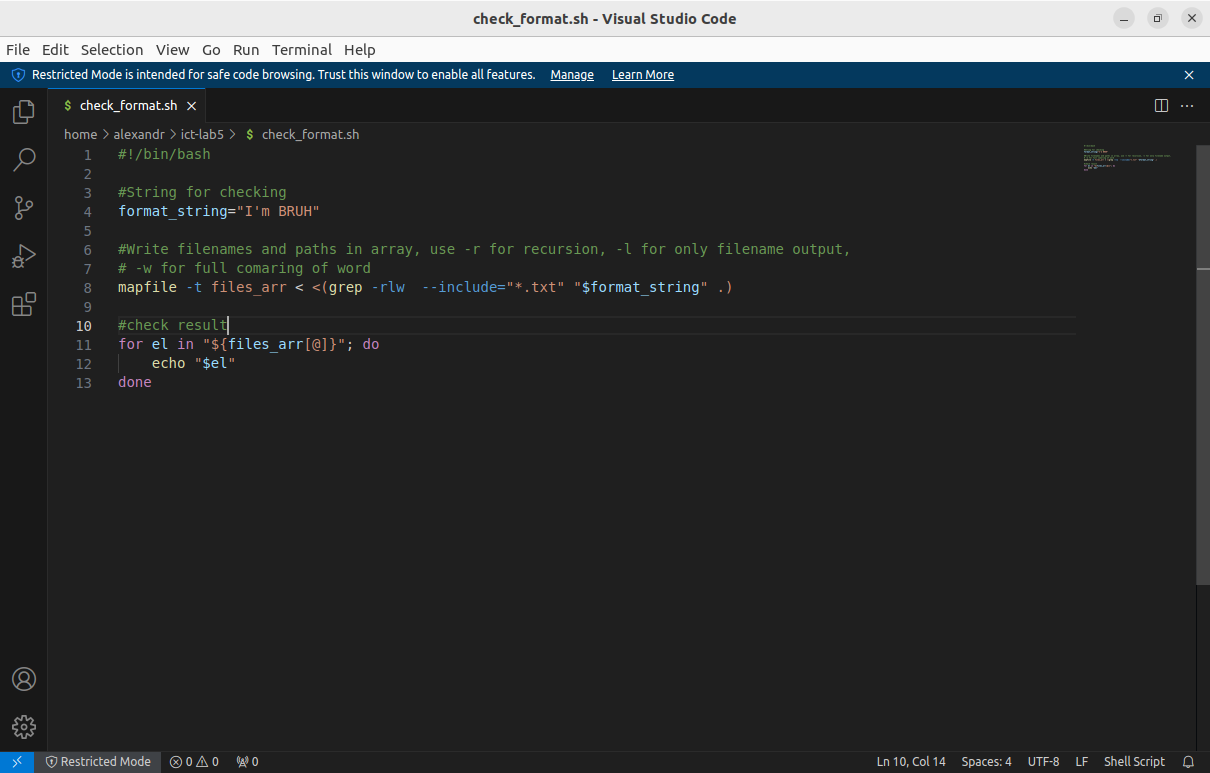 check_format.sh - Visual Studio Code
File Edit Selection View Go Run Terminal Help
Restricted Mode is intended for safe code browsing. Trust this window to enable all features. Manage Learn More
$ check_format.sh
home > alexandr > ict-lab5 > $ check_format.sh
1 #!/bin/bash
2
3 #String for checking
4 format_string="I'm BRUH"
5
6 #Write filenames and paths in array, use -r for recursion, -l for only filename output,
7 # -w for full comaring of word
8 mapfile -t files_arr < <(grep -rlw  --include="*.txt" "$format_string" .)
9
10 #check result
11 for el in "${files_arr[@]}"; do
12     echo "$el"
13 done
Restricted Mode 0 0 0 Ln 10, Col 14 Spaces: 4 UTF-8 LF Shell Script